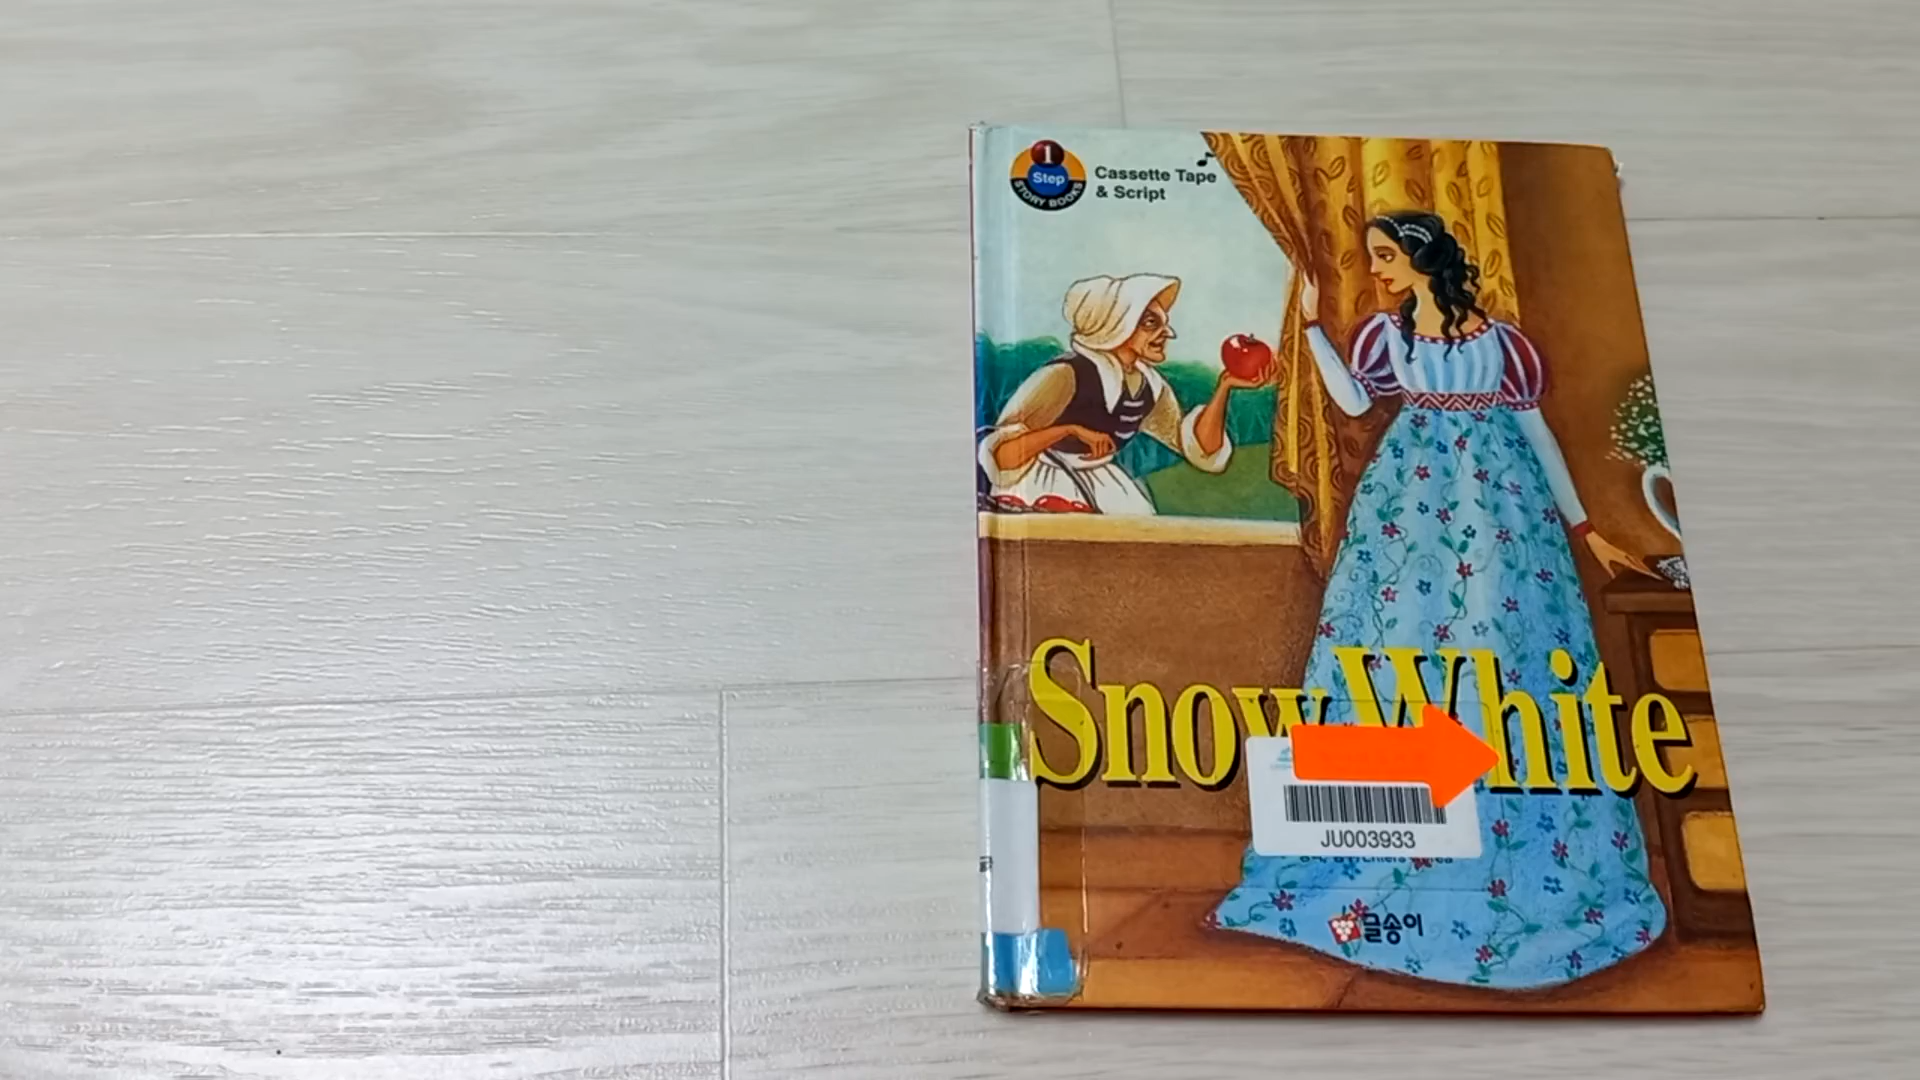 1
Step
STORY BOOKS
Cassette Tape
& Script
Snow White
JU003933
글송이